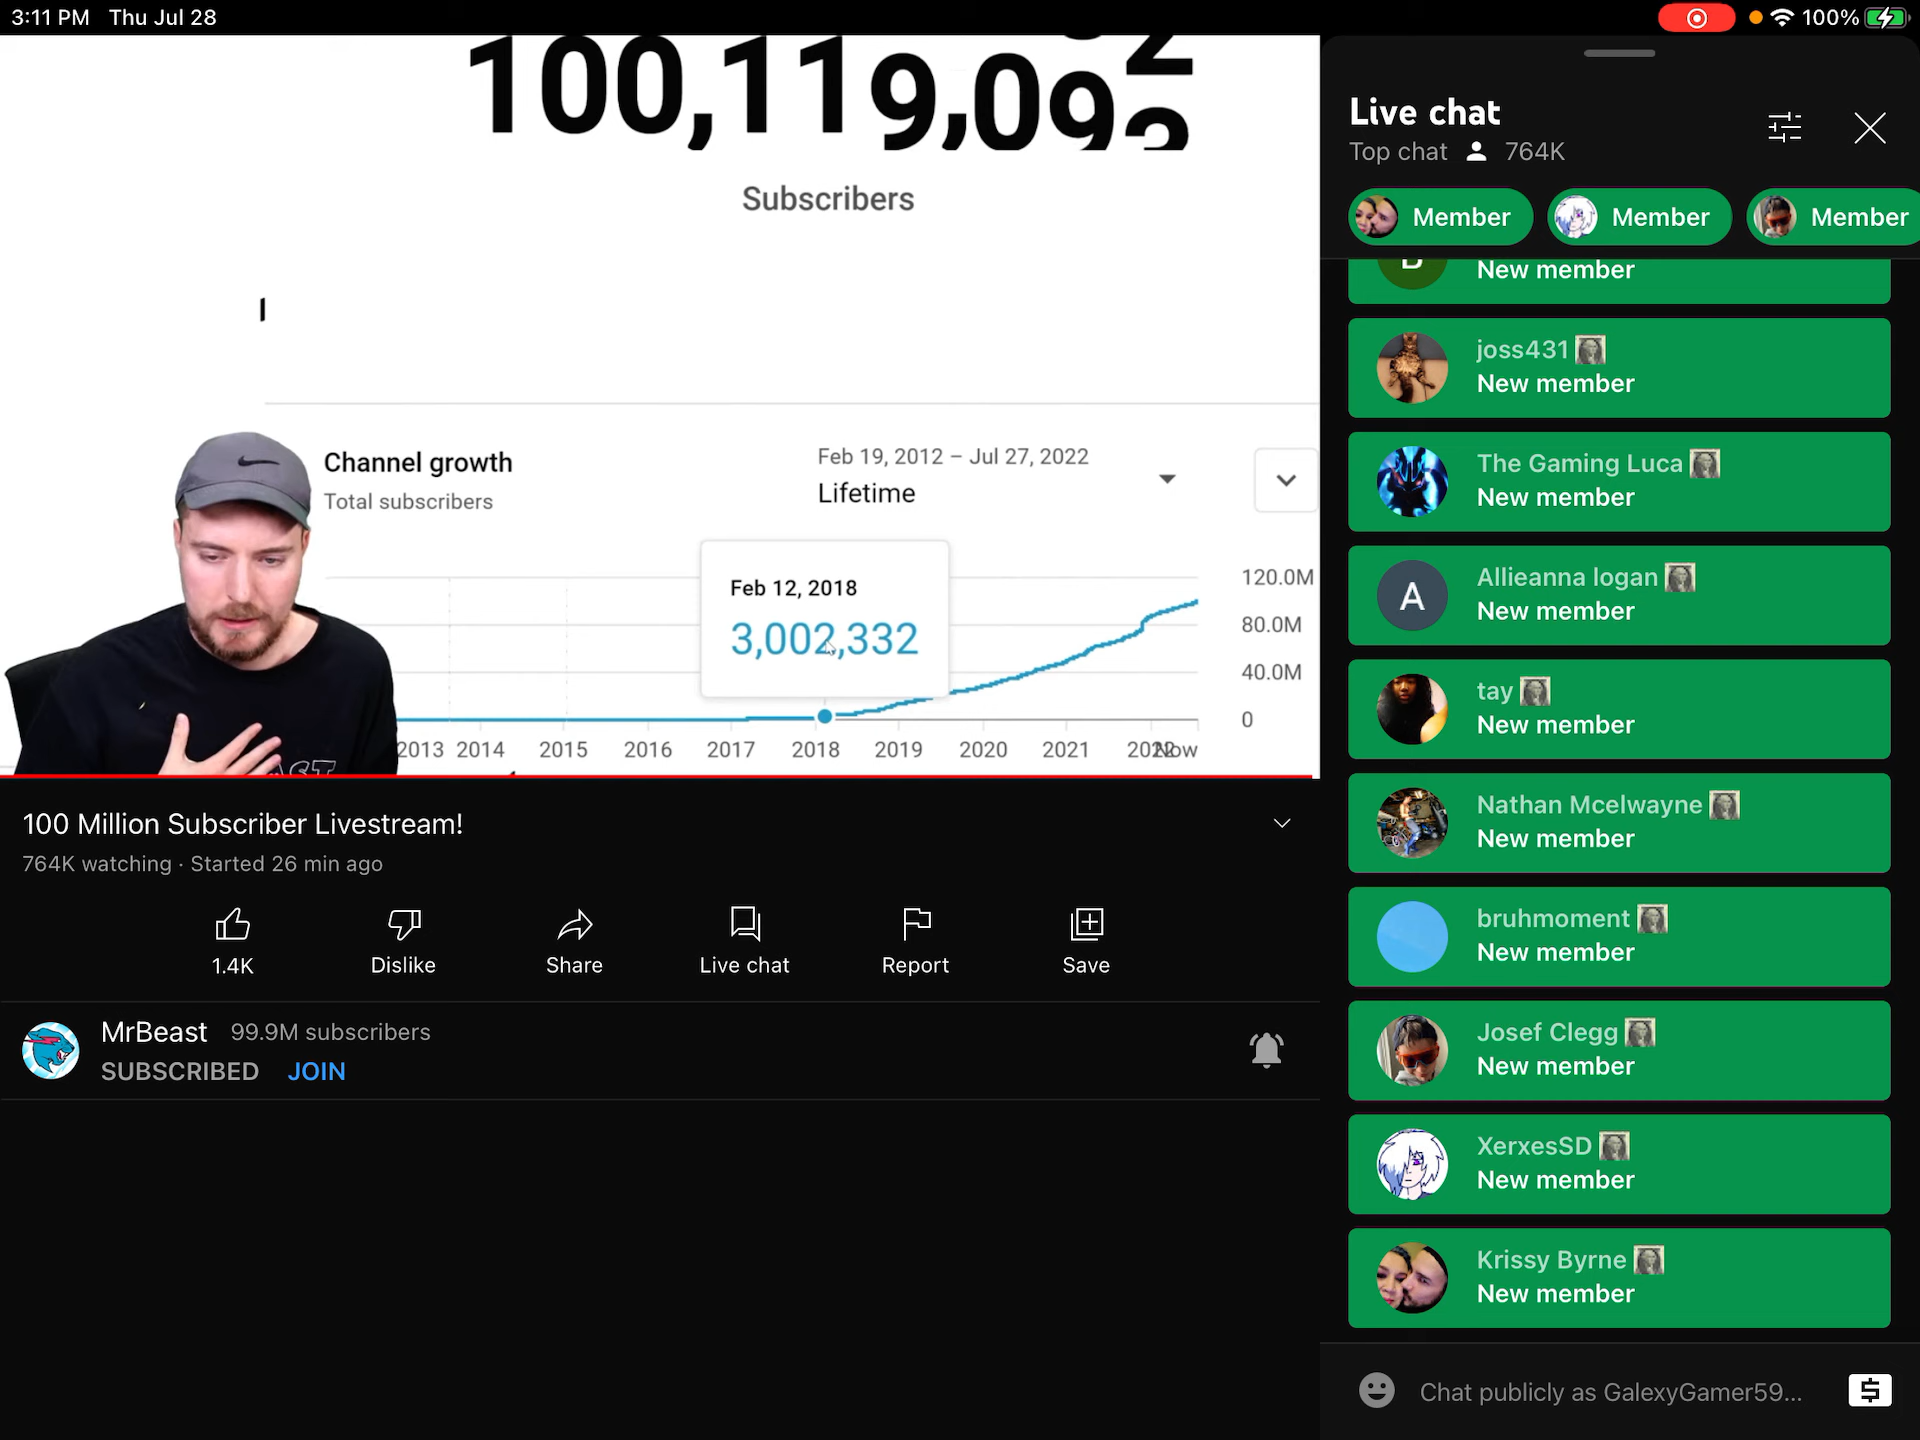 3:11 PM Thu Jul 28
100%
100,119,09
Subscribers
Channel growth
Total subscribers
Feb 19, 2012 – Jul 27, 2022
Lifetime
Feb 12, 2018
3,002,332
120.0M
80.0M
40.0M
0
2013 2014 2015 2016 2017 2018 2019 2020 2021 2022 Now
100 Million Subscriber Livestream!
764K watching · Started 26 min ago
1.4K
Dislike
Share
Live chat
Report
Save
MrBeast 99.9M subscribers
SUBSCRIBED JOIN
Live chat
Top chat 764K
Member
Member
Member
New member
joss431
New member
The Gaming Luca
New member
A
Allieanna logan
New member
tay
New member
Nathan Mcelwayne
New member
bruhmoment
New member
Josef Clegg
New member
XerxesSD
New member
Krissy Byrne
New member
Chat publicly as GalexyGamer59...
$